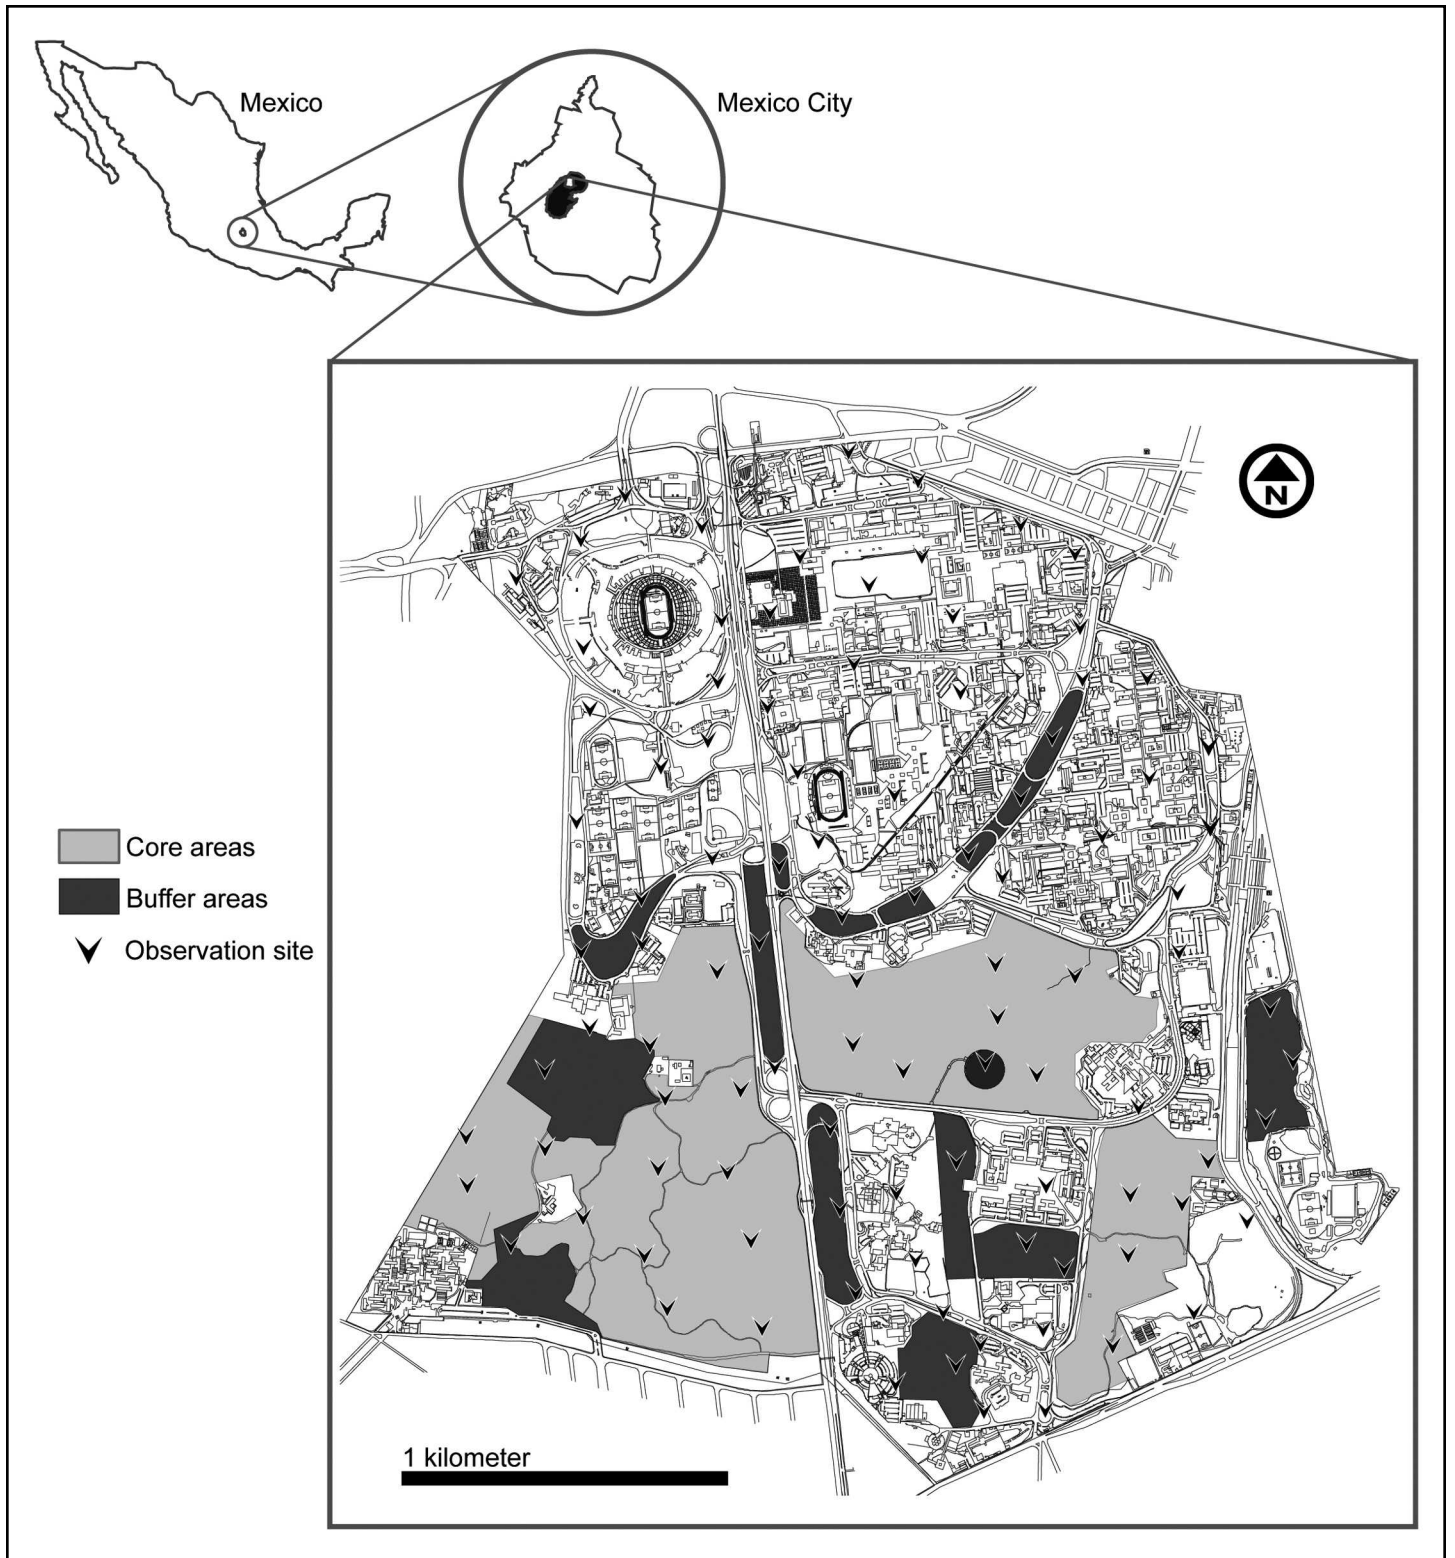 Mexico
Mexico City
N
Core areas
Buffer areas
Observation site
1 kilometer